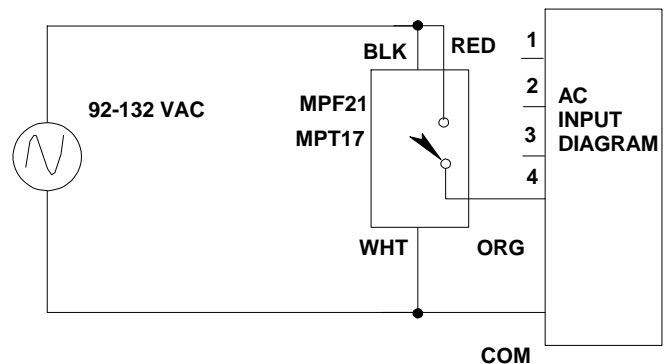 BLK RED
92-132 VAC
MPF21
MPT17
1
2
3
4
AC
INPUT
DIAGRAM
WHT ORG
COM